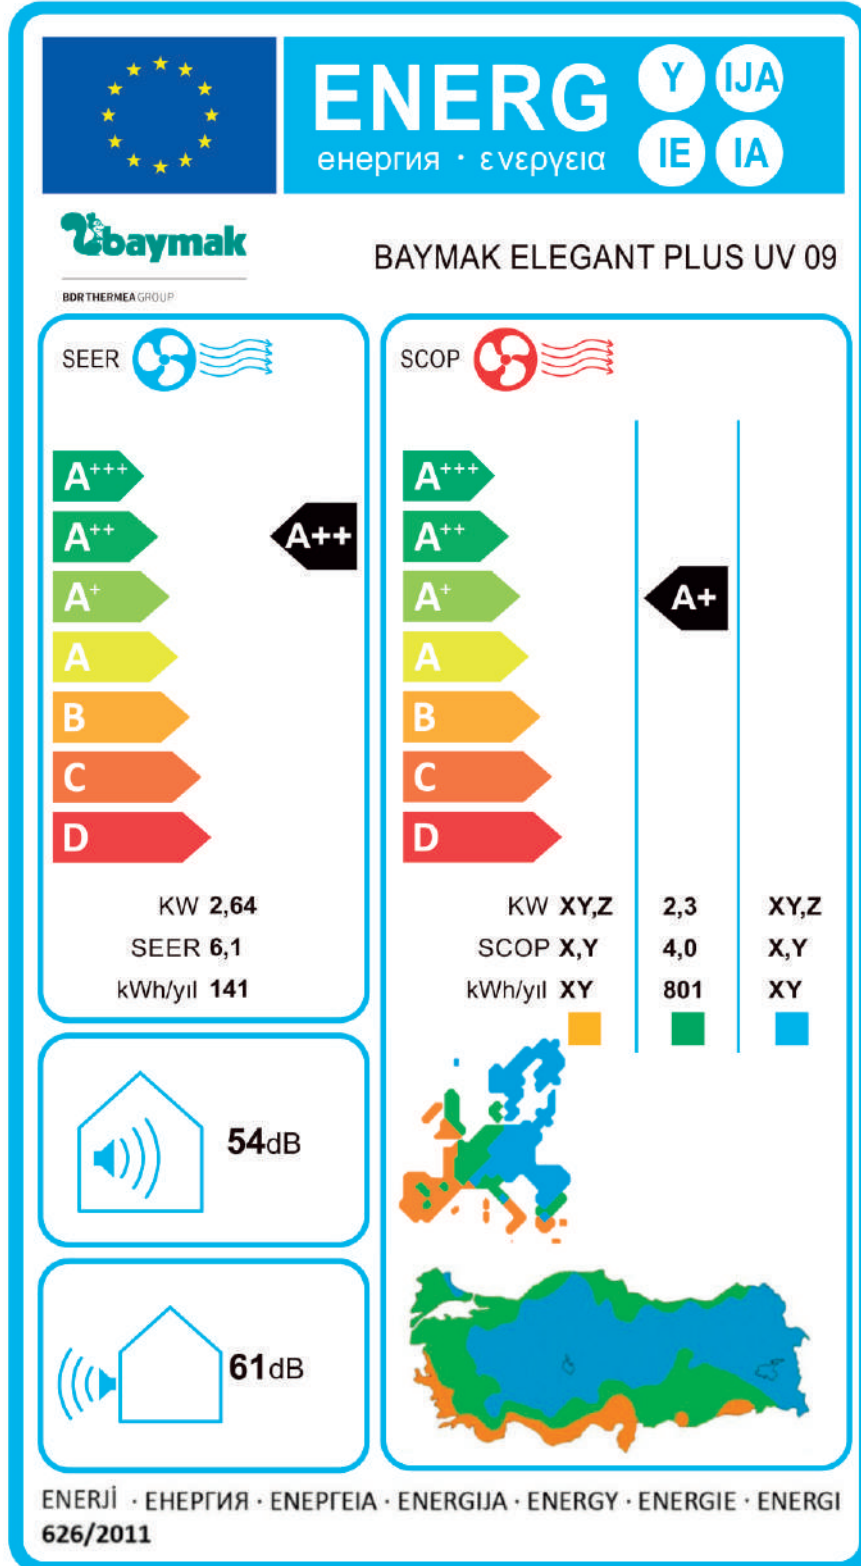 ENERG
Y IJA
IE IA
енергия · ενεργεια
baymak
BDR THERMEA GROUP
BAYMAK ELEGANT PLUS UV 09
SEER
A+++
A++
A+
A
B
C
D
A++
KW 2,64
SEER 6,1
kWh/yıl 141
SCOP
A+++
A++
A+
A
B
C
D
A+
KW XY,Z 2,3 XY,Z
SCOP X,Y 4,0 X,Y
kWh/yıl XY 801 XY
54dB
61dB
ENERJİ · ЕНЕРГИЯ · ΕΝΕΡΓΕΙΑ · ENERGIJA · ENERGY · ENERGIE · ENERGI
626/2011